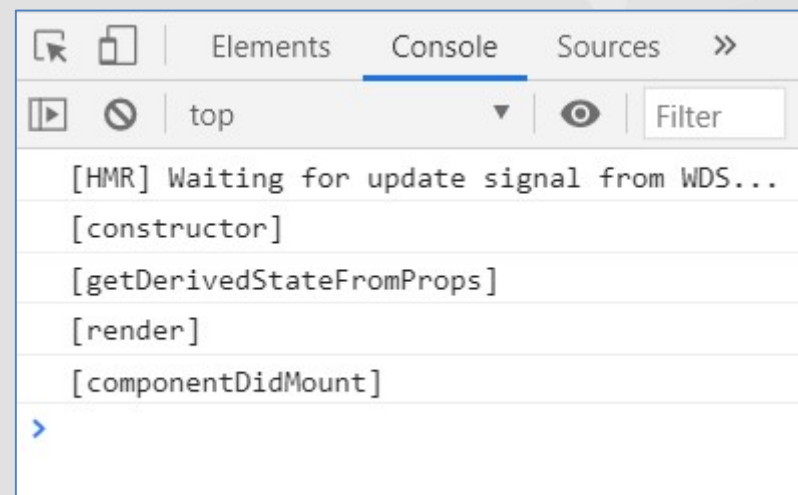 Elements Console Sources »
top ▼ Filter
[HMR] Waiting for update signal from WDS...
[constructor]
[getDerivedStateFromProps]
[render]
[componentDidMount]
>